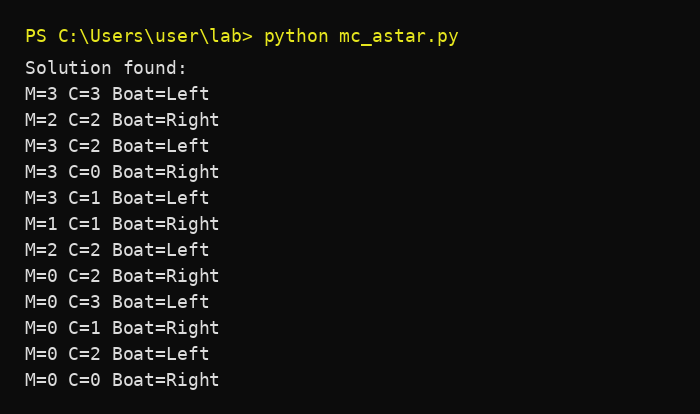 PS C:\Users\user\lab> python mc_astar.py
Solution found:
M=3 C=3 Boat=Left
M=2 C=2 Boat=Right
M=3 C=2 Boat=Left
M=3 C=0 Boat=Right
M=3 C=1 Boat=Left
M=1 C=1 Boat=Right
M=2 C=2 Boat=Left
M=0 C=2 Boat=Right
M=0 C=3 Boat=Left
M=0 C=1 Boat=Right
M=0 C=2 Boat=Left
M=0 C=0 Boat=Right